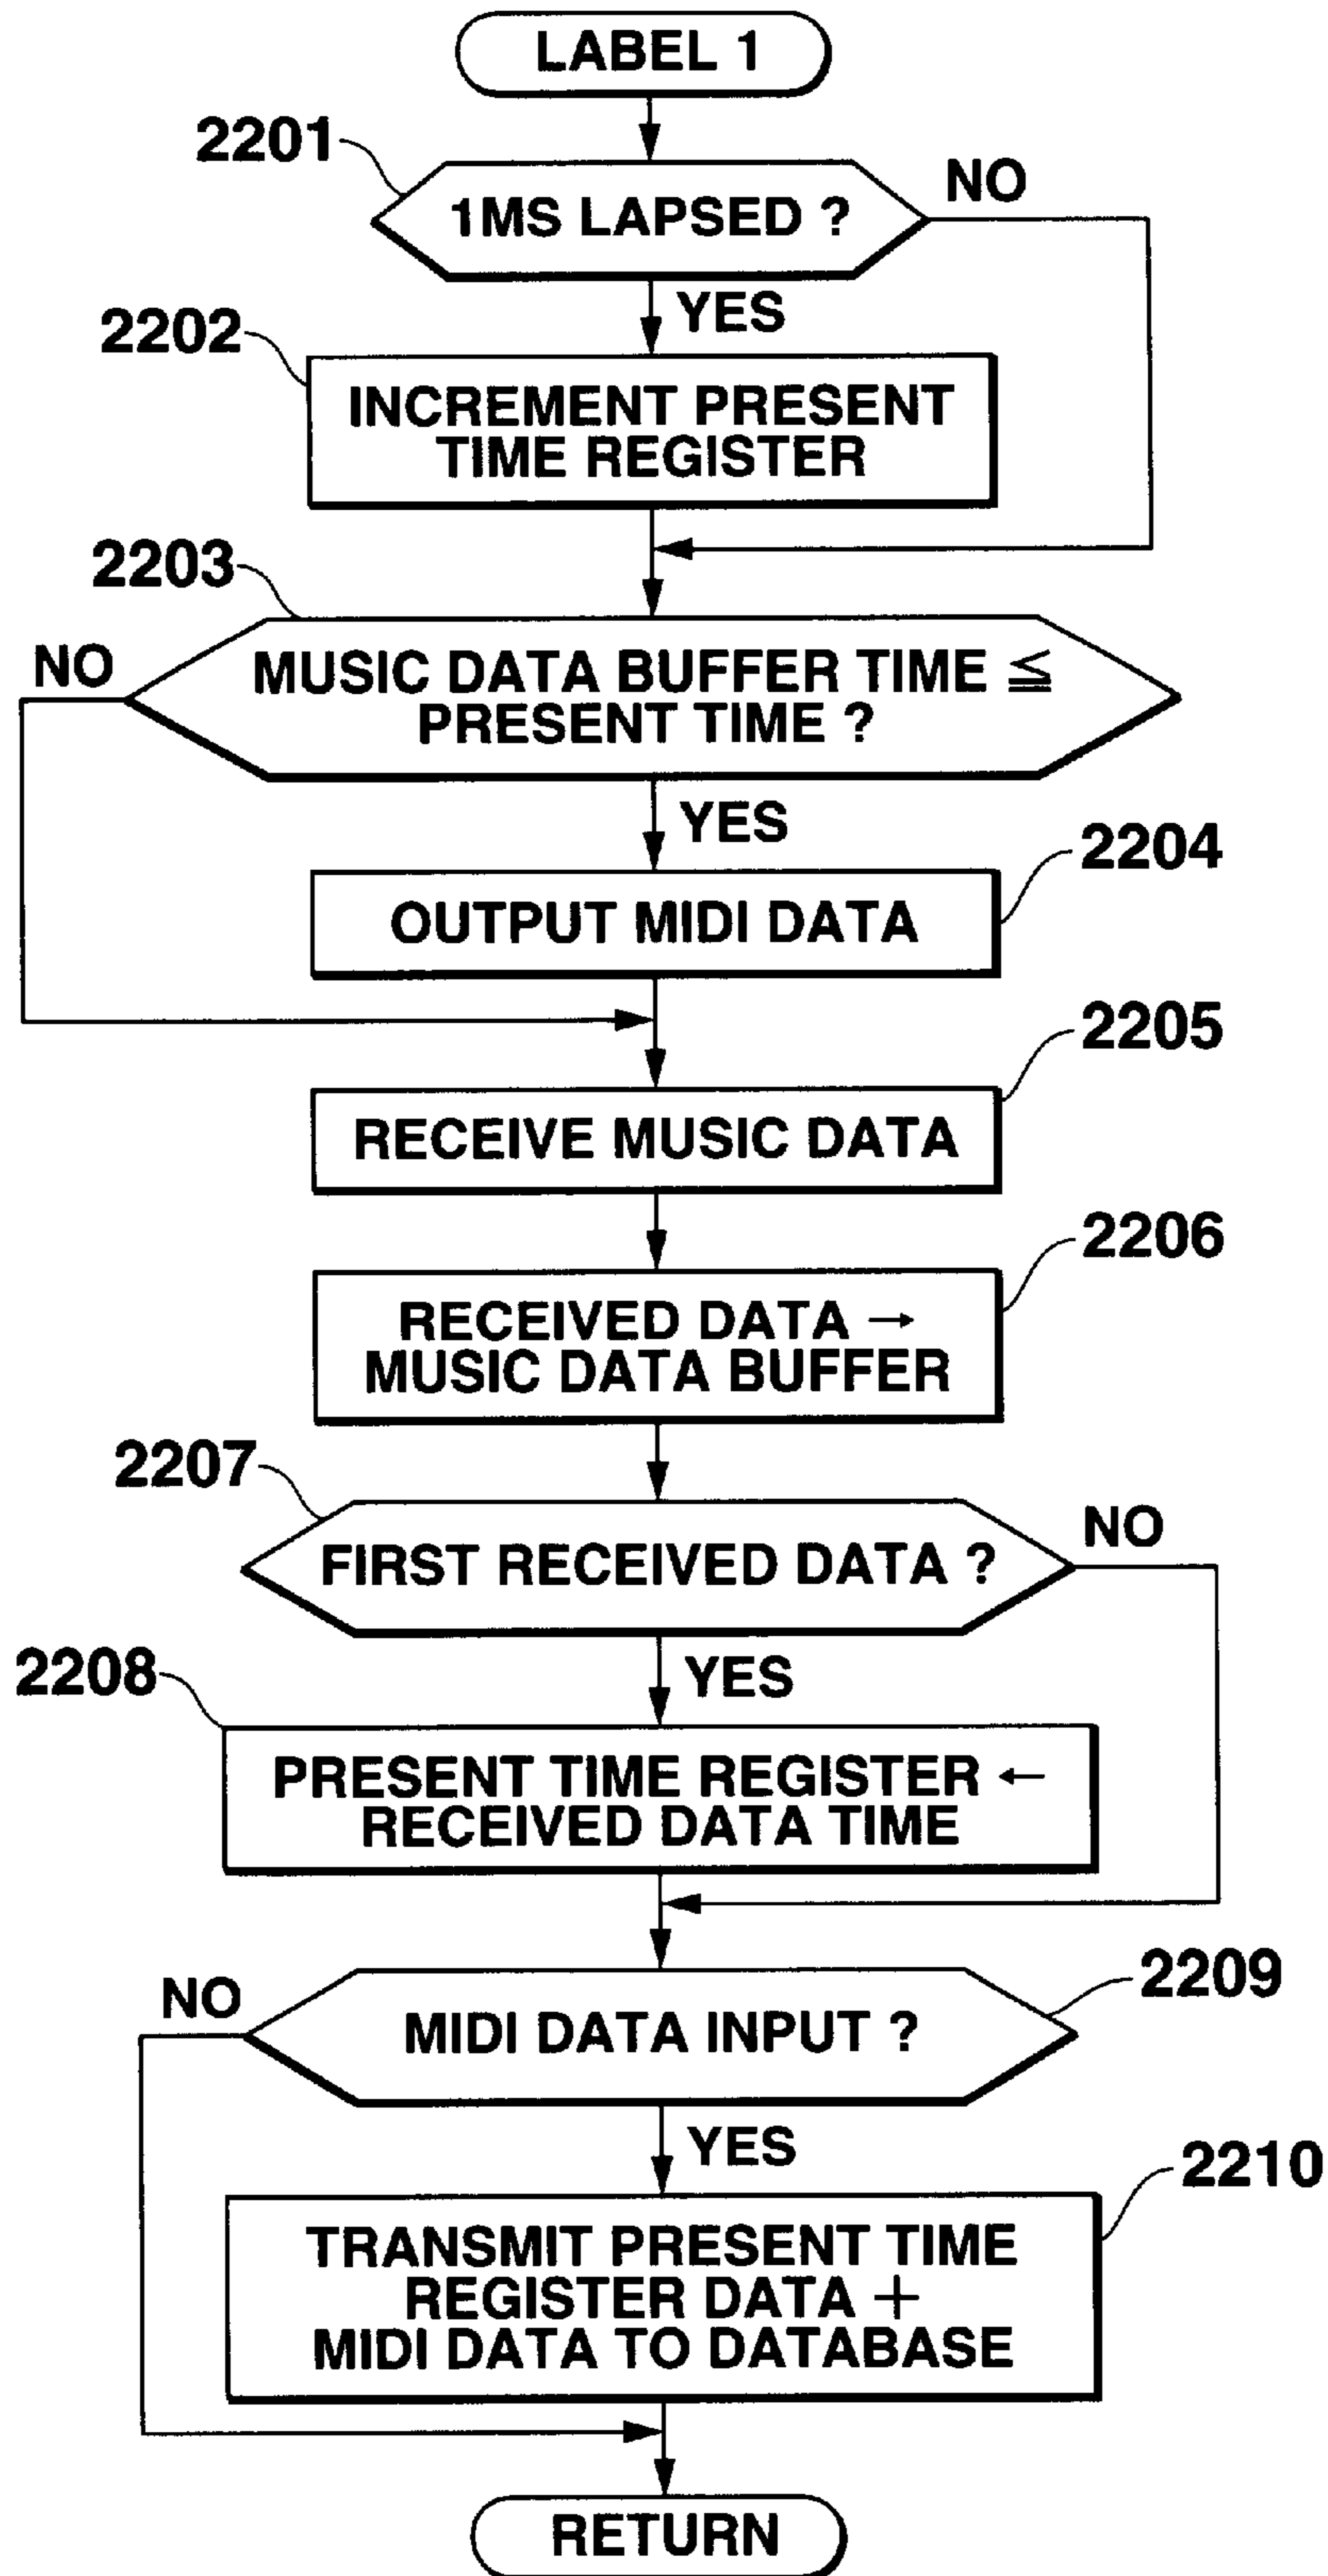 LABEL 1
2201
1MS LAPSED ?
NO
YES
2202
INCREMENT PRESENT
TIME REGISTER
2203
NO
MUSIC DATA BUFFER TIME ≦
PRESENT TIME ?
YES
2204
OUTPUT MIDI DATA
2205
RECEIVE MUSIC DATA
2206
RECEIVED DATA →
MUSIC DATA BUFFER
2207
FIRST RECEIVED DATA ?
NO
YES
2208
PRESENT TIME REGISTER ←
RECEIVED DATA TIME
2209
NO
MIDI DATA INPUT ?
YES
2210
TRANSMIT PRESENT TIME
REGISTER DATA +
MIDI DATA TO DATABASE
RETURN